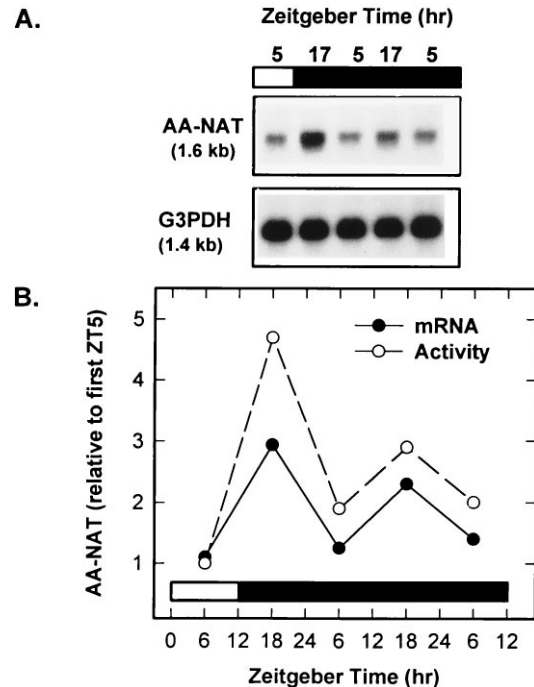 A.
Zeitgeber Time (hr)
5 17 5 17 5
AA-NAT
(1.6 kb)
G3PDH
(1.4 kb)
B.
AA-NAT (relative to first ZT5)
5
4
3
2
1
mRNA
Activity
0 6 12 18 24 6 12 18 24 6 12
Zeitgeber Time (hr)